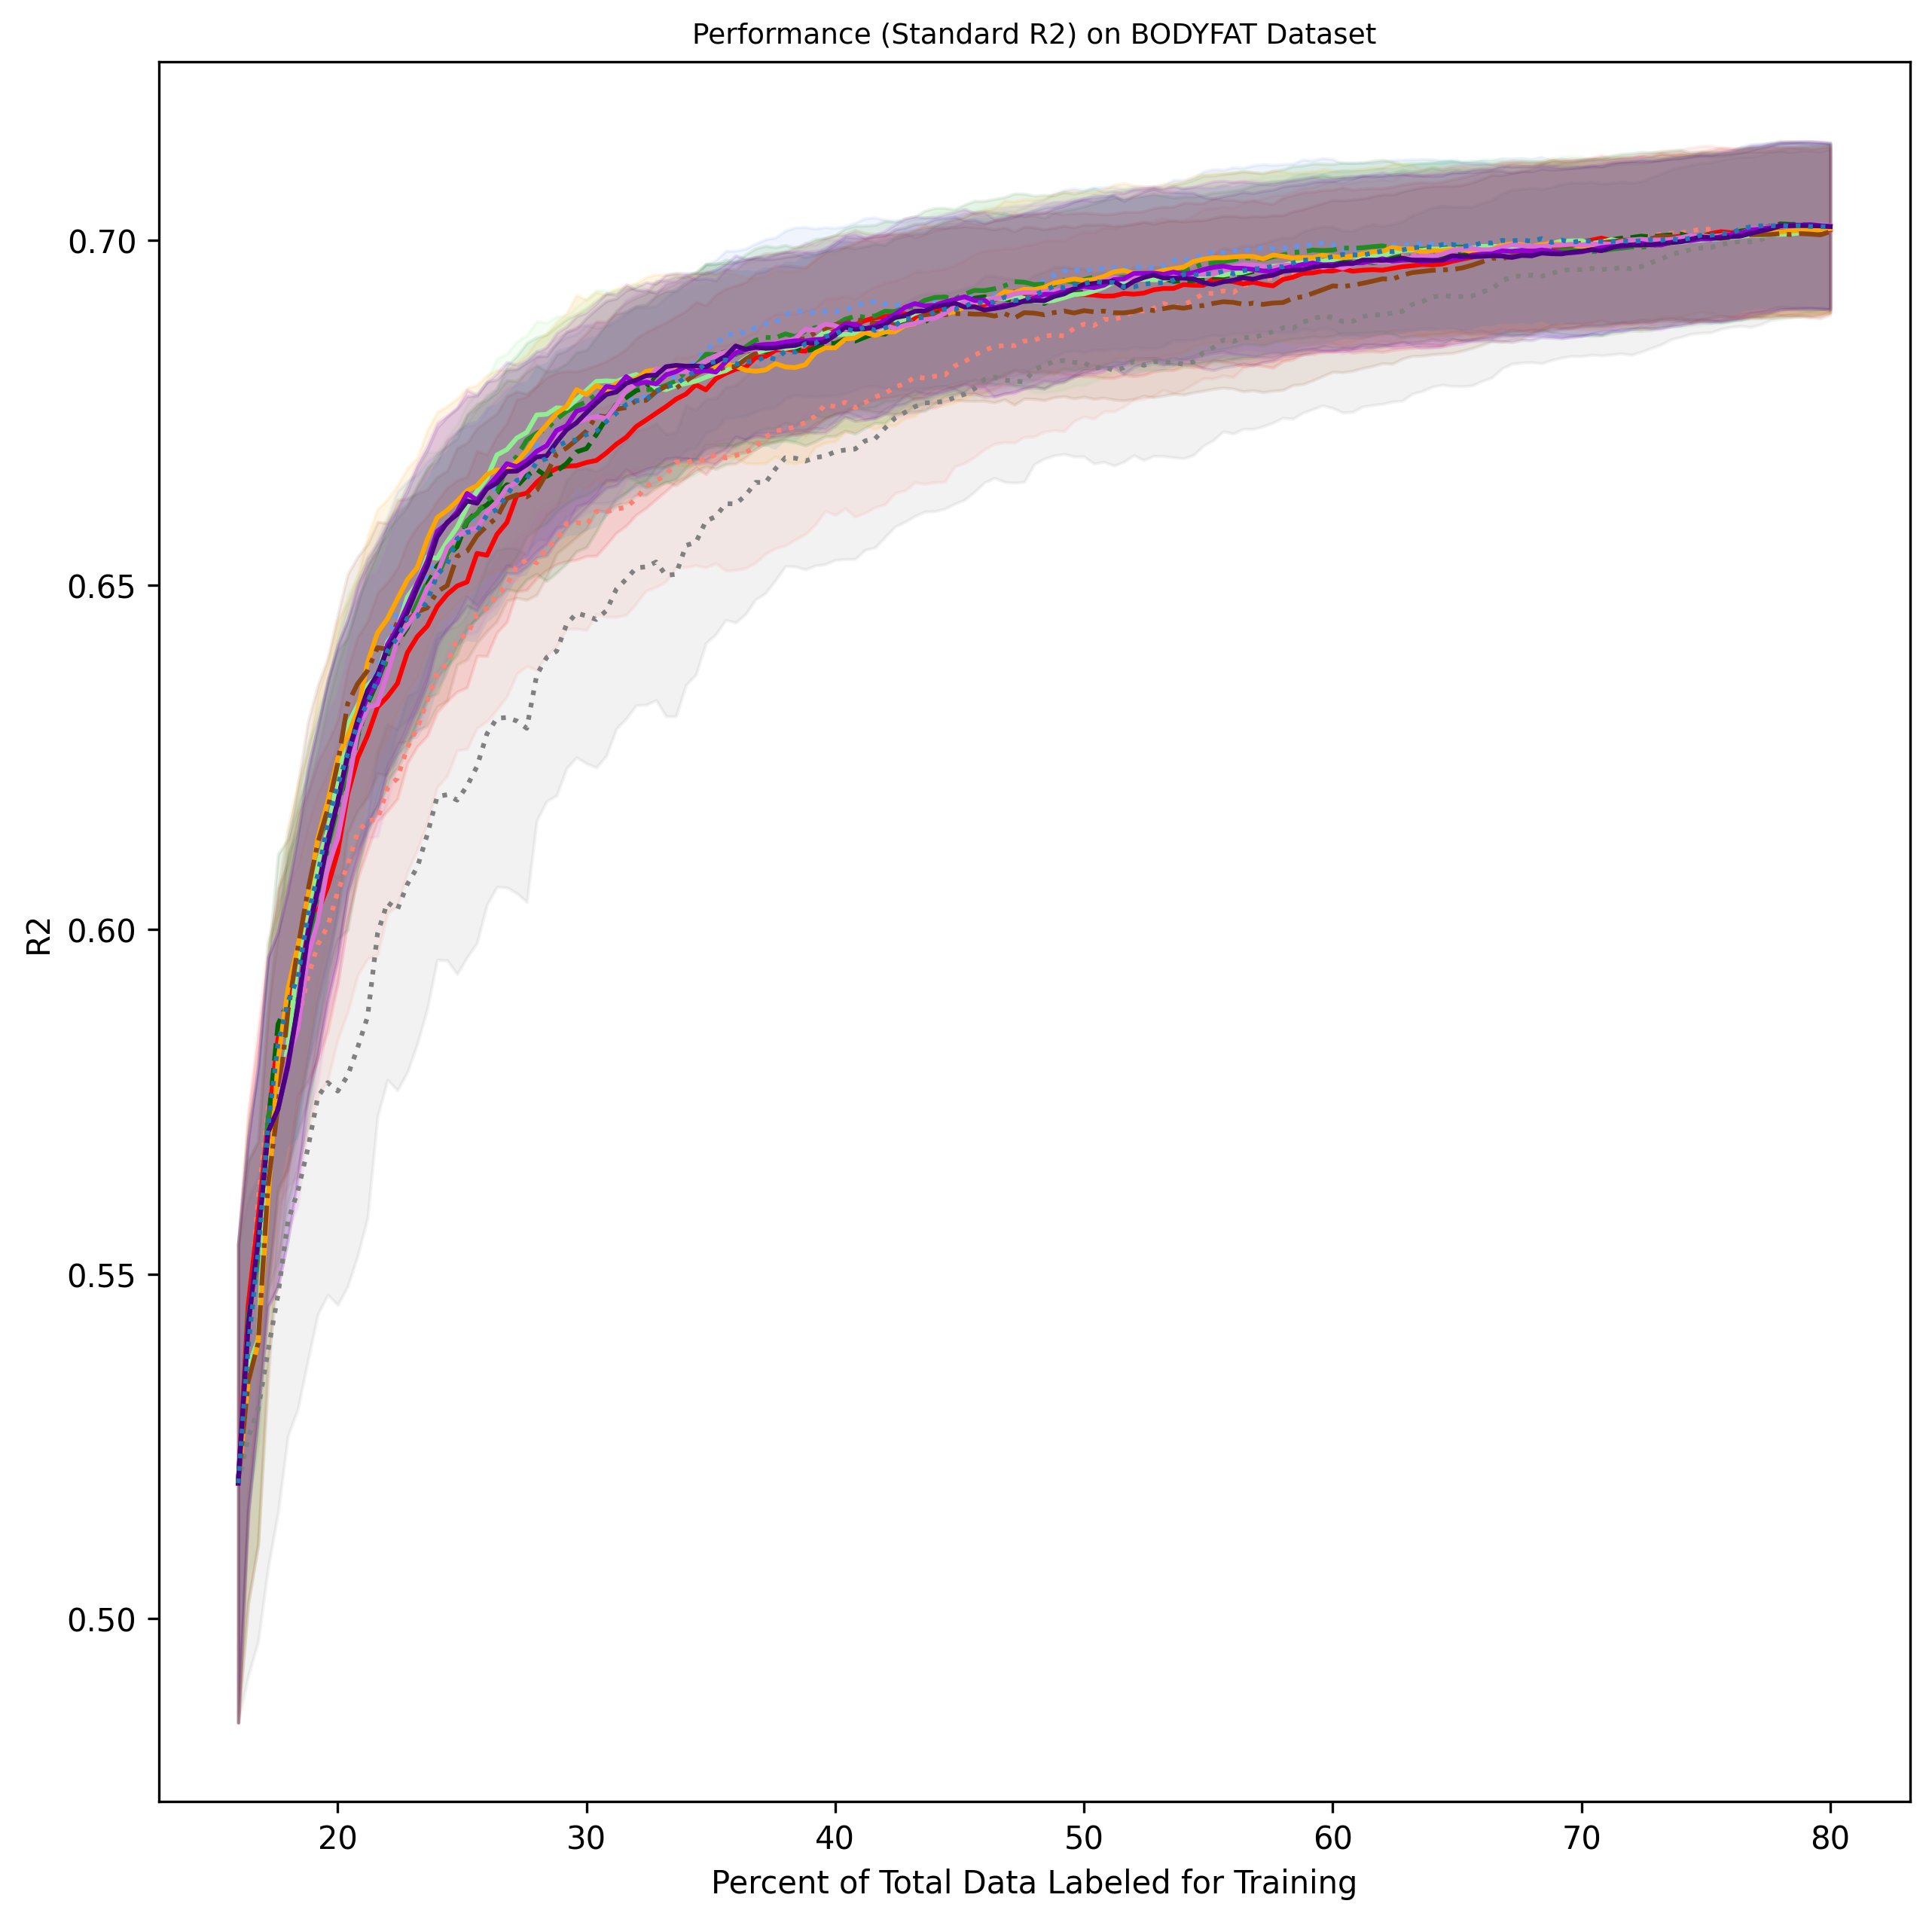 Performance (Standard R2) on BODYFAT Dataset
R2
0.70
0.65
0.60
0.55
0.50
20 30 40 50 60 70 80
Percent of Total Data Labeled for Training